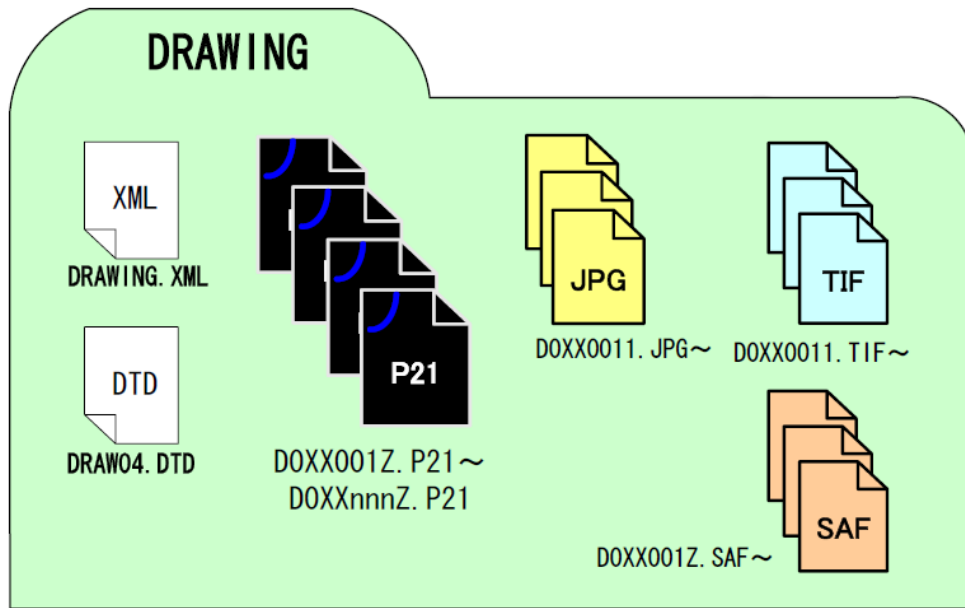 DRAWING
XML
DRAWING.XML
DTD
DRAW04.DTD
P21
D0XX001Z.P21～
D0XXnnnZ.P21
JPG
D0XX0011.JPG～
TIF
D0XX0011.TIF～
SAF
D0XX001Z.SAF～